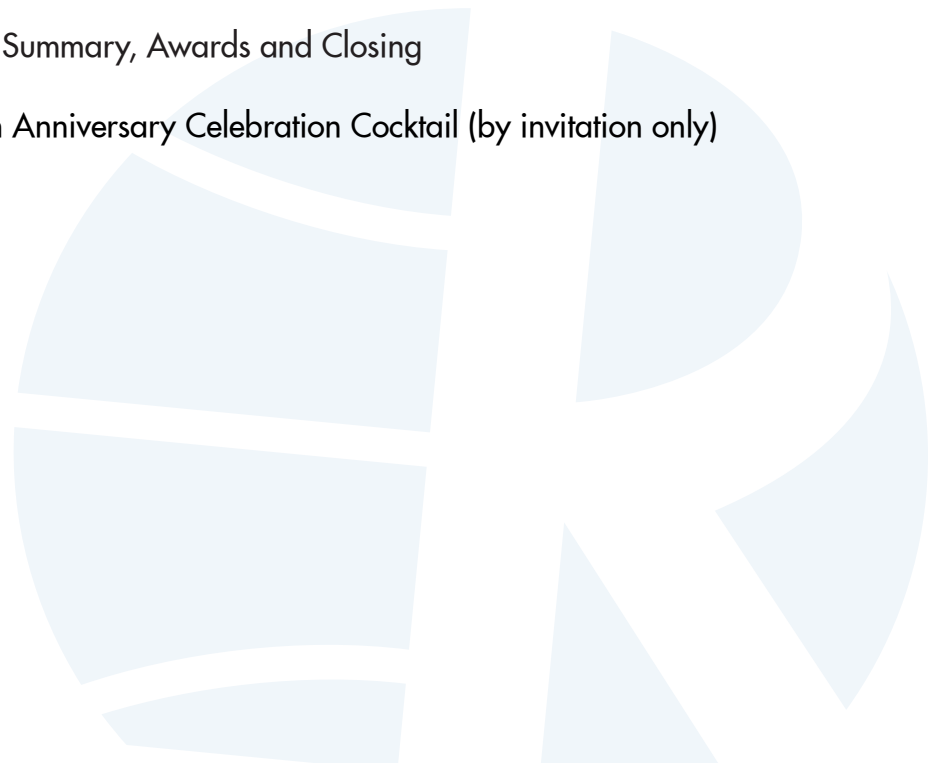 Summary, Awards and Closing
Anniversary Celebration Cocktail (by invitation only)